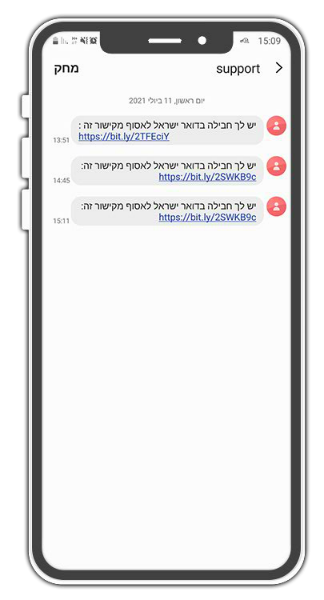 15:09
support
מחק
יום ראשון, 11 ביולי 2021
יש לך חבילה בדואר ישראל לאסוף מקישור זה :
https://bit.ly/2TFEciY
13:51
יש לך חבילה בדואר ישראל לאסוף מקישור זה:
https://bit.ly/2SWKB9c
14:45
יש לך חבילה בדואר ישראל לאסוף מקישור זה:
https://bit.ly/2SWKB9c
15:11